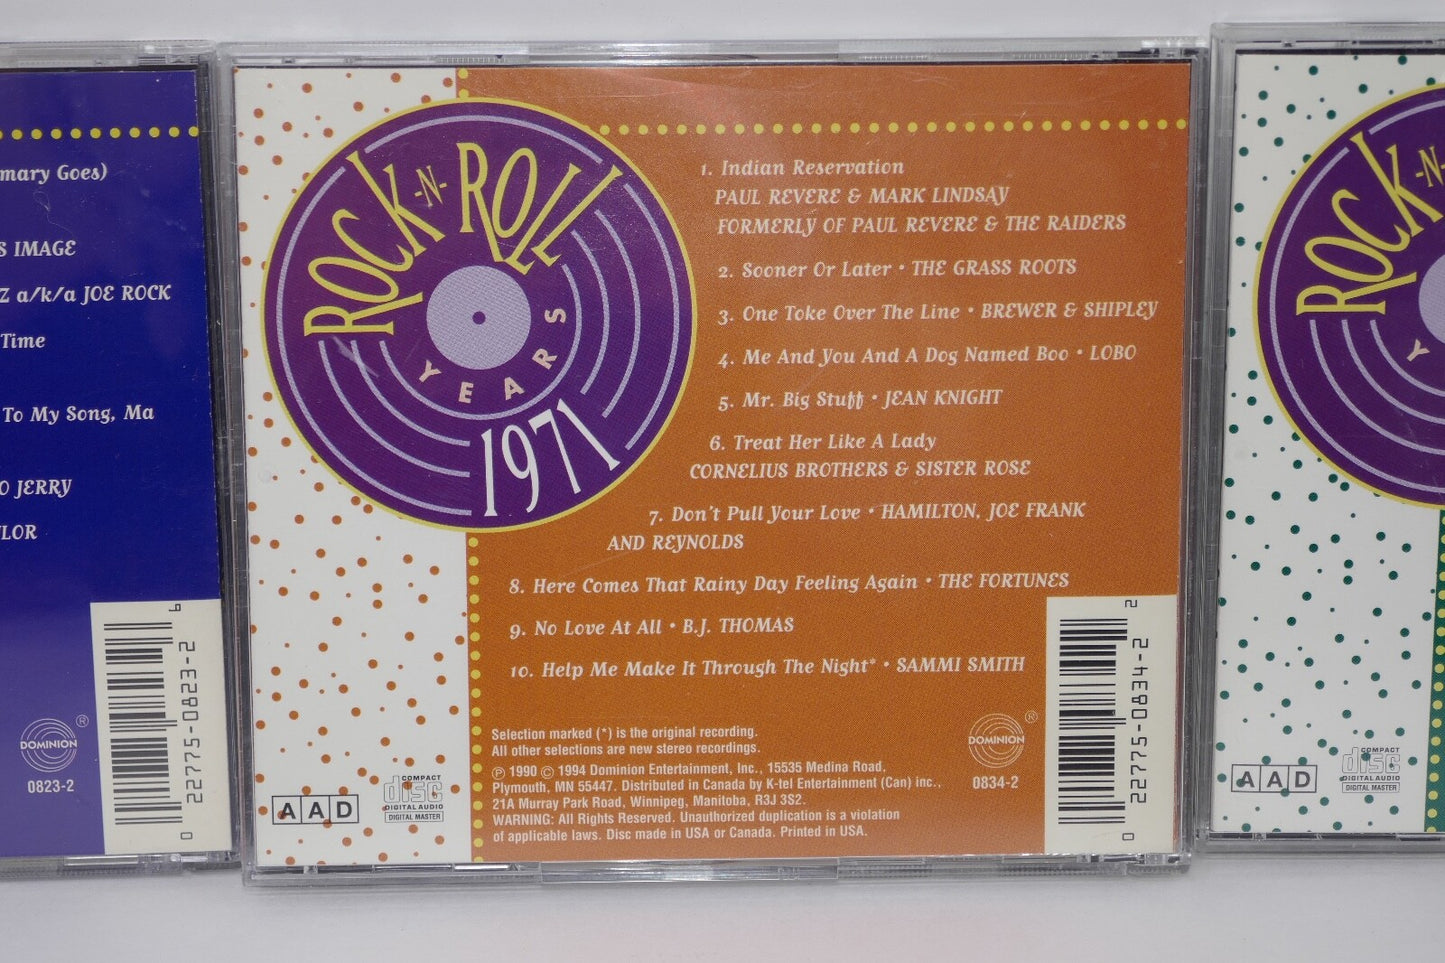 mary Goes)
S IMAGE
Z a/k/a JOE ROCK
Time
To My Song, Ma
O JERRY
LOR
DOMINION
®
0823-2
0 22775-0823-2 6
ROCK -N- ROLL
YEARS
1971
1. Indian Reservation
PAUL REVERE & MARK LINDSAY
FORMERLY OF PAUL REVERE & THE RAIDERS
2. Sooner Or Later • THE GRASS ROOTS
3. One Toke Over The Line • BREWER & SHIPLEY
4. Me And You And A Dog Named Boo • LOBO
5. Mr. Big Stuff • JEAN KNIGHT
6. Treat Her Like A Lady
CORNELIUS BROTHERS & SISTER ROSE
7. Don't Pull Your Love • HAMILTON, JOE FRANK
AND REYNOLDS
8. Here Comes That Rainy Day Feeling Again • THE FORTUNES
9. No Love At All • B.J. THOMAS
10. Help Me Make It Through The Night* • SAMMI SMITH
Selection marked (*) is the original recording.
All other selections are new stereo recordings.
℗ 1990 © 1994 Dominion Entertainment, Inc., 15535 Medina Road,
Plymouth, MN 55447. Distributed in Canada by K-tel Entertainment (Can) inc.,
21A Murray Park Road, Winnipeg, Manitoba, R3J 3S2.
WARNING: All Rights Reserved. Unauthorized duplication is a violation
of applicable laws. Disc made in USA or Canada. Printed in USA.
DOMINION
®
0834-2
0 22775-0834-2 2
AAD
COMPACT
disc
DIGITAL AUDIO
DIGITAL MASTER
ROCK -N-
Y
AAD
COMPACT
disc
DIGITAL AUDIO
DIGITAL MASTER